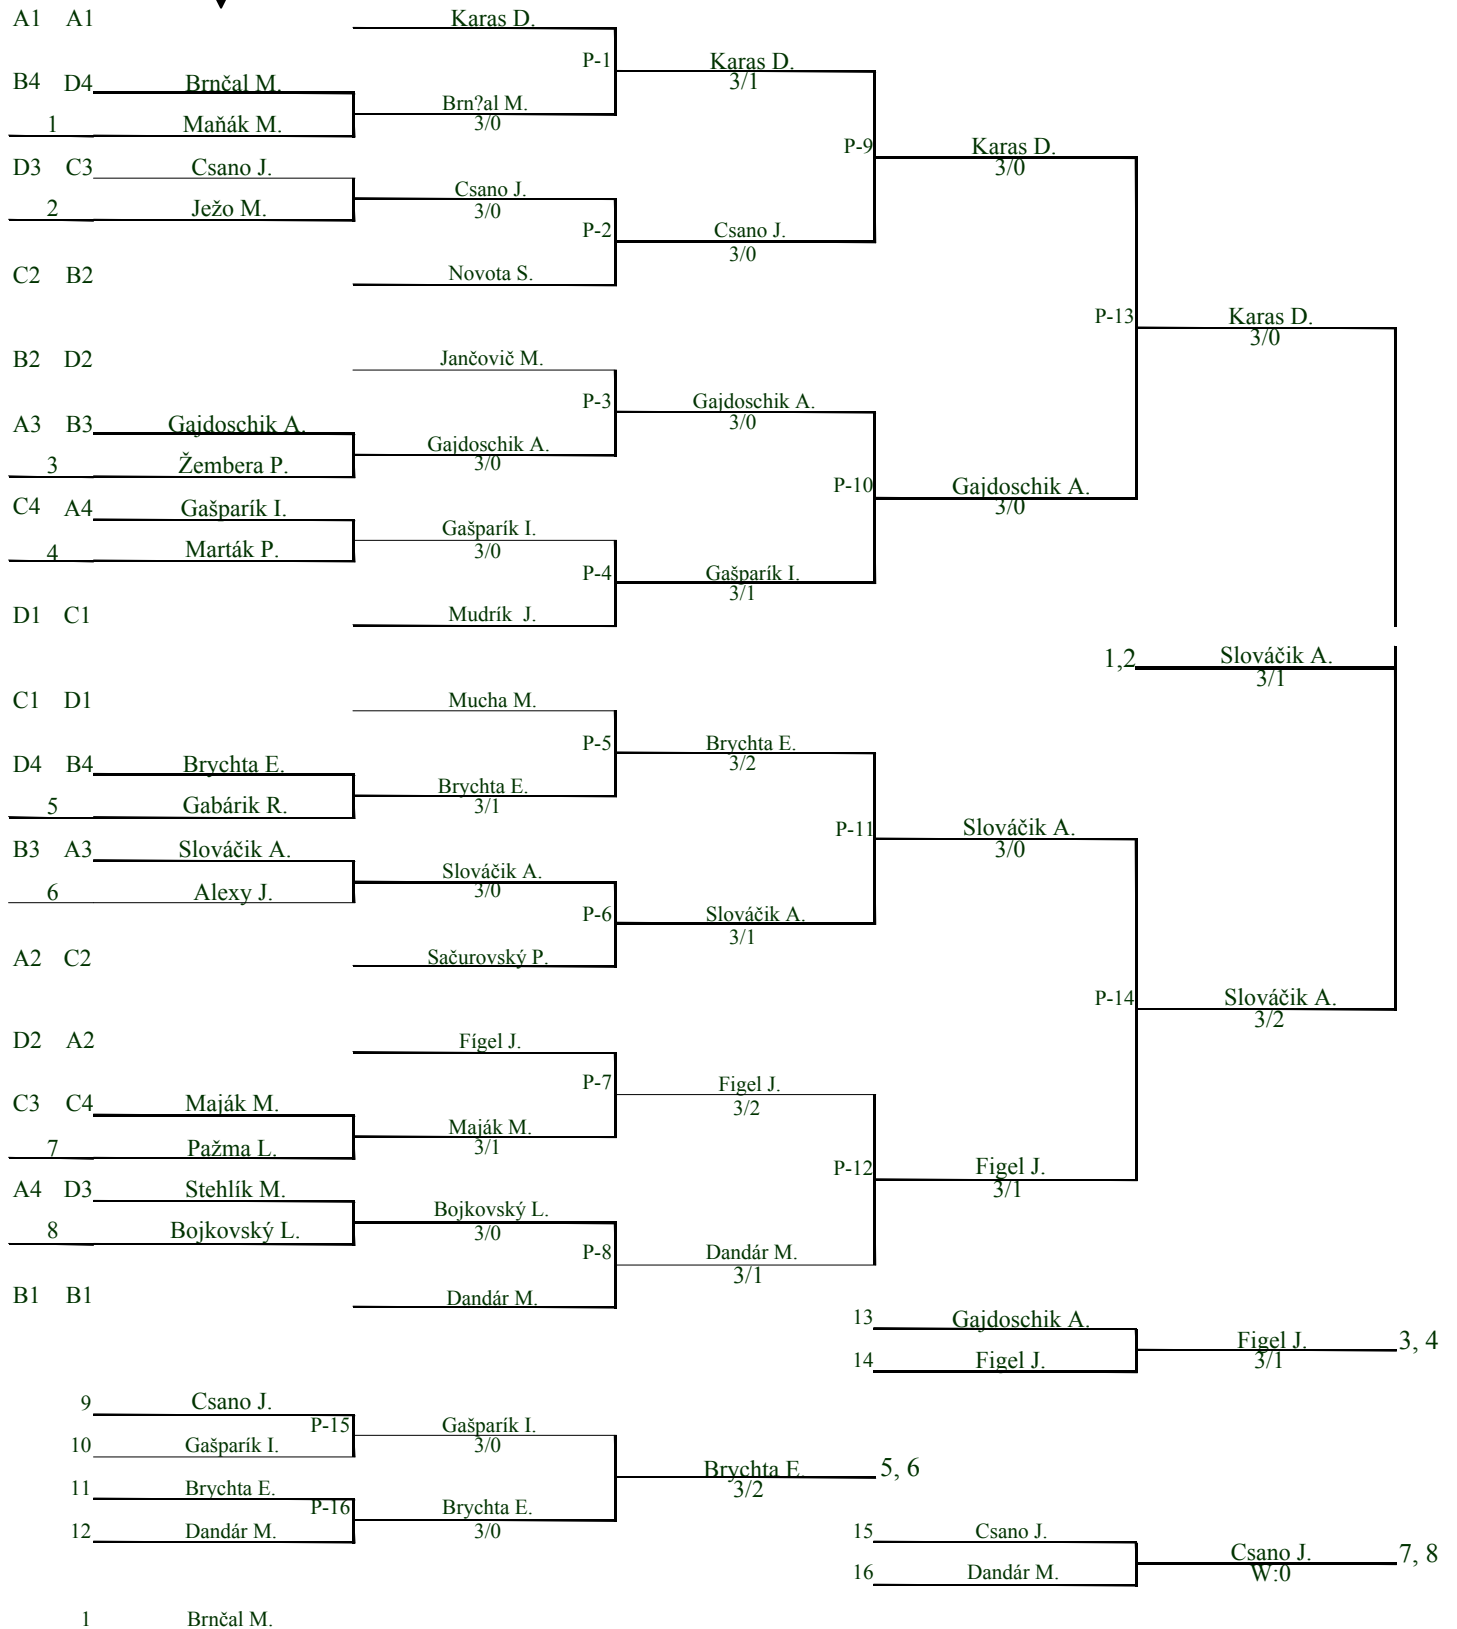 A1 A1 Karas D.
P-1 Karas D.
3/1
B4 D4 Brnčal M.
Brn?al M.
1 Maňák M. 3/0
P-9 Karas D.
3/0
D3 C3 Csano J.
Csano J.
2 Ježo M. 3/0
P-2 Csano J.
3/0
C2 B2 Novota S.
P-13 Karas D.
3/0
B2 D2 Jančovič M.
P-3 Gajdoschik A.
3/0
A3 B3 Gajdoschik A.
Gajdoschik A.
3 Žembera P. 3/0
P-10 Gajdoschik A.
3/0
C4 A4 Gašparík I.
Gašparík I.
4 Marták P. 3/0
P-4 Gašparík I.
3/1
D1 C1 Mudrík J.
1,2 Slováčik A.
3/1
C1 D1 Mucha M.
P-5 Brychta E.
3/2
D4 B4 Brychta E.
Brychta E.
5 Gabárik R. 3/1
P-11 Slováčik A.
3/0
B3 A3 Slováčik A.
Slováčik A.
6 Alexy J. 3/0
P-6 Slováčik A.
3/1
A2 C2 Sačurovský P.
P-14 Slováčik A.
3/2
D2 A2 Fígel J.
P-7 Figel J.
3/2
C3 C4 Maják M.
Maják M.
7 Pažma L. 3/1
P-12 Figel J.
3/1
A4 D3 Stehlík M.
Bojkovský L.
8 Bojkovský L. 3/0
P-8 Dandár M.
3/1
B1 B1 Dandár M.
13 Gajdoschik A.
Figel J. 3, 4
3/1
14 Figel J.
9 Csano J.
P-15 Gašparík I.
3/0
10 Gašparík I.
Brychta E. 5, 6
3/2
11 Brychta E.
P-16 Brychta E.
3/0
12 Dandár M.
15 Csano J.
Csano J. 7, 8
W:0
16 Dandár M.
1 Brnčal M.